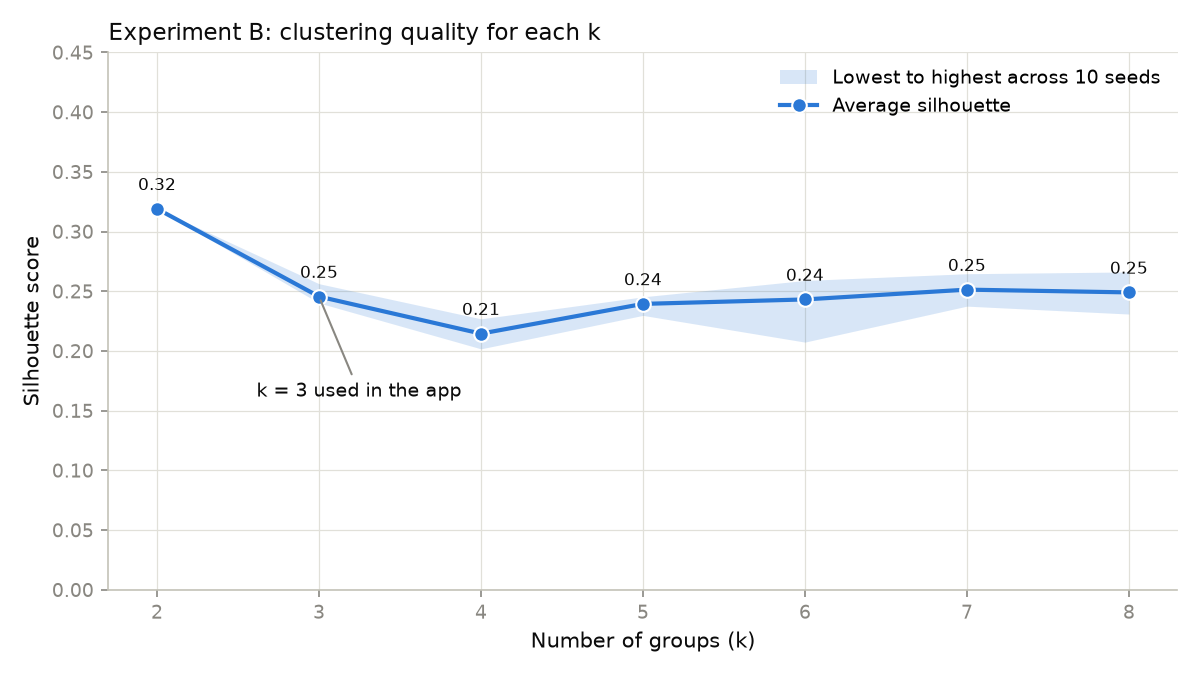 Experiment B: clustering quality for each k
Lowest to highest across 10 seeds
Average silhouette
Silhouette score
0.45
0.40
0.35
0.30
0.25
0.20
0.15
0.10
0.05
0.00
0.32
0.25
0.21
0.24
0.24
0.25
0.25
k = 3 used in the app
2 3 4 5 6 7 8
Number of groups (k)